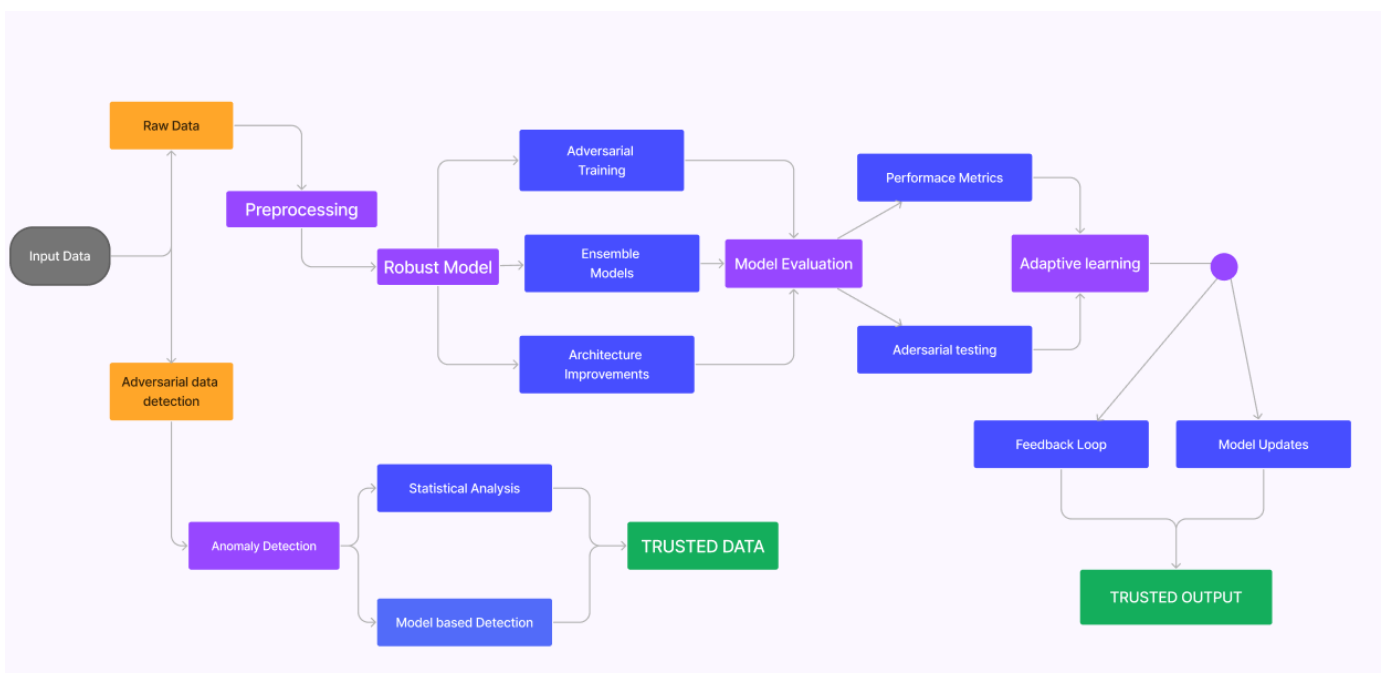 Raw Data
Adversarial
Training
Performace Metrics
Preprocessing
Input Data
Robust Model
Ensemble
Models
Model Evaluation
Adaptive learning
Architecture
Improvements
Adersarial testing
Adversarial data
detection
Feedback Loop
Model Updates
Statistical Analysis
Anomaly Detection
TRUSTED DATA
Model based Detection
TRUSTED OUTPUT